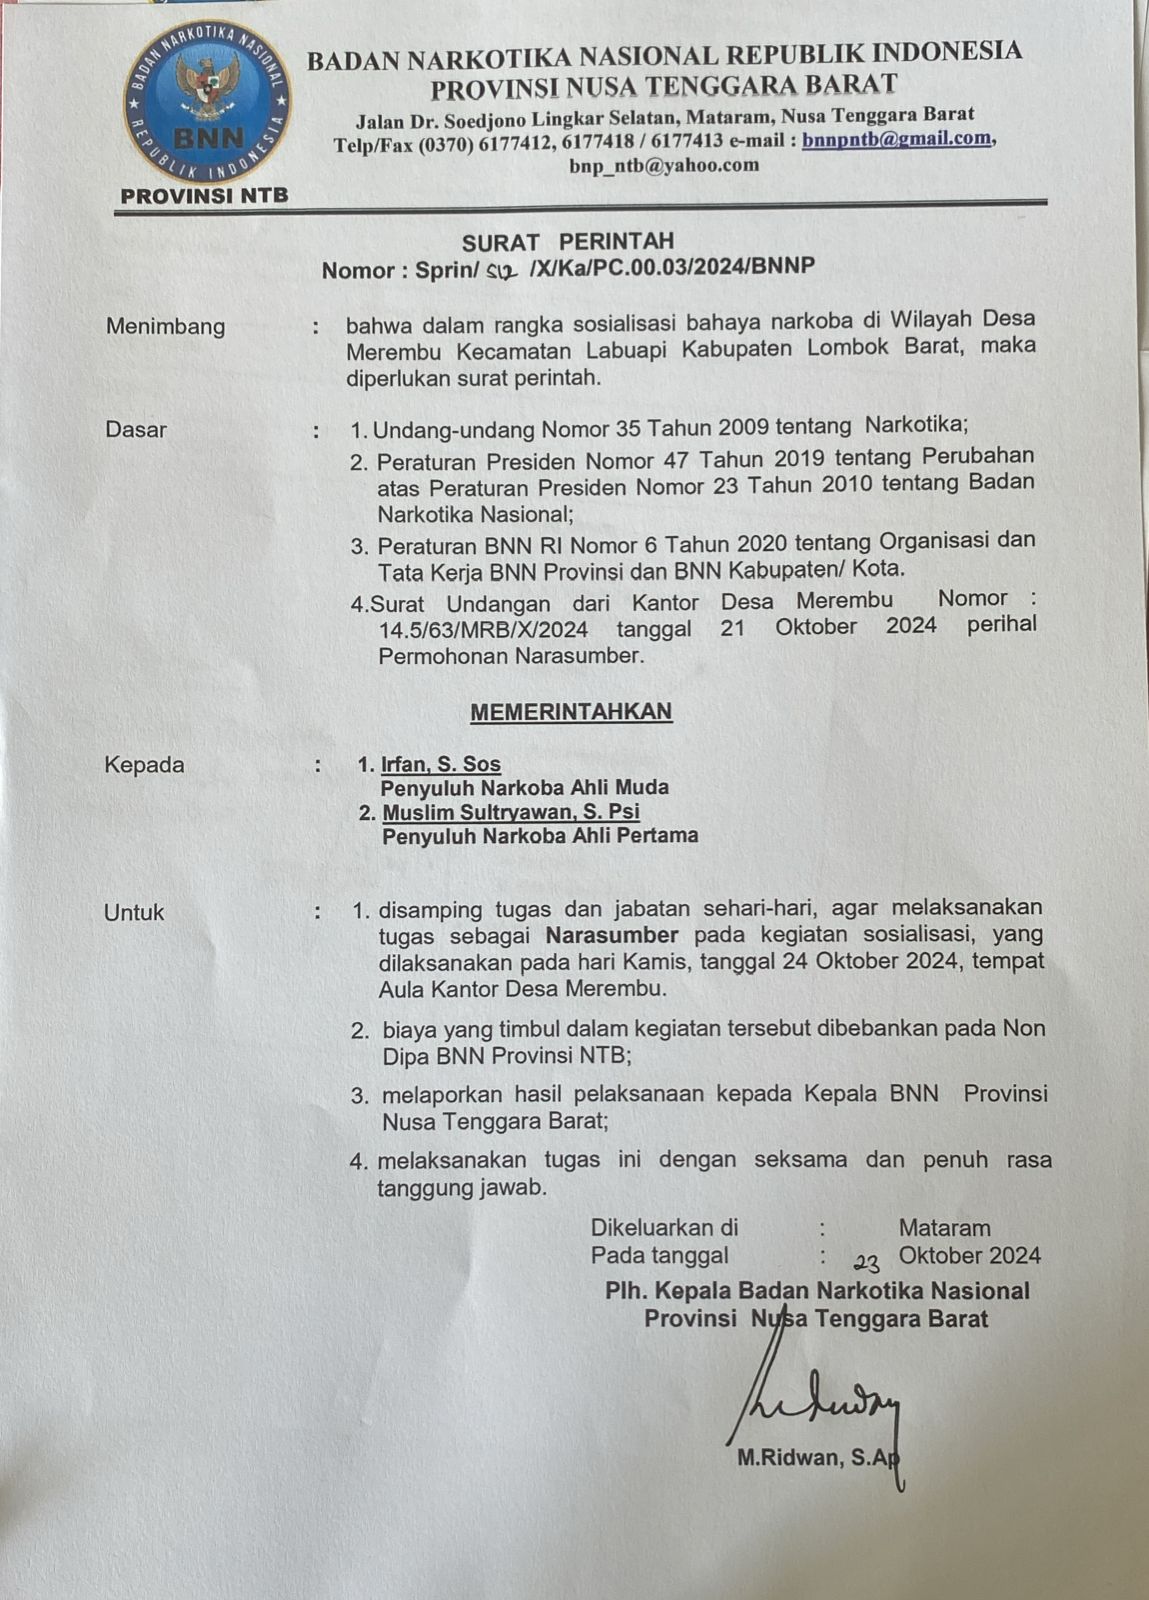 BADAN NARKOTIKA NASIONAL
REPUBLIK INDONESIA
BNN
PROVINSI NTB
BADAN NARKOTIKA NASIONAL REPUBLIK INDONESIA
PROVINSI NUSA TENGGARA BARAT
Jalan Dr. Soedjono Lingkar Selatan, Mataram, Nusa Tenggara Barat
Telp/Fax (0370) 6177412, 6177418 / 6177413 e-mail : bnnpntb@gmail.com,
bnp_ntb@yahoo.com
SURAT PERINTAH
Nomor : Sprin/ /X/Ka/PC.00.03/2024/BNNP
Menimbang : bahwa dalam rangka sosialisasi bahaya narkoba di Wilayah Desa
Merembu Kecamatan Labuapi Kabupaten Lombok Barat, maka
diperlukan surat perintah.
Dasar : 1. Undang-undang Nomor 35 Tahun 2009 tentang Narkotika;
2. Peraturan Presiden Nomor 47 Tahun 2019 tentang Perubahan
atas Peraturan Presiden Nomor 23 Tahun 2010 tentang Badan
Narkotika Nasional;
3. Peraturan BNN RI Nomor 6 Tahun 2020 tentang Organisasi dan
Tata Kerja BNN Provinsi dan BNN Kabupaten/ Kota.
4.Surat Undangan dari Kantor Desa Merembu Nomor :
14.5/63/MRB/X/2024 tanggal 21 Oktober 2024 perihal
Permohonan Narasumber.
MEMERINTAHKAN
Kepada : 1. Irfan, S. Sos
Penyuluh Narkoba Ahli Muda
2. Muslim Sultryawan, S. Psi
Penyuluh Narkoba Ahli Pertama
Untuk : 1. disamping tugas dan jabatan sehari-hari, agar melaksanakan
tugas sebagai Narasumber pada kegiatan sosialisasi, yang
dilaksanakan pada hari Kamis, tanggal 24 Oktober 2024, tempat
Aula Kantor Desa Merembu.
2. biaya yang timbul dalam kegiatan tersebut dibebankan pada Non
Dipa BNN Provinsi NTB;
3. melaporkan hasil pelaksanaan kepada Kepala BNN Provinsi
Nusa Tenggara Barat;
4. melaksanakan tugas ini dengan seksama dan penuh rasa
tanggung jawab.
Dikeluarkan di : Mataram
Pada tanggal : 23 Oktober 2024
Plh. Kepala Badan Narkotika Nasional
Provinsi Nusa Tenggara Barat
M.Ridwan, S.Ap